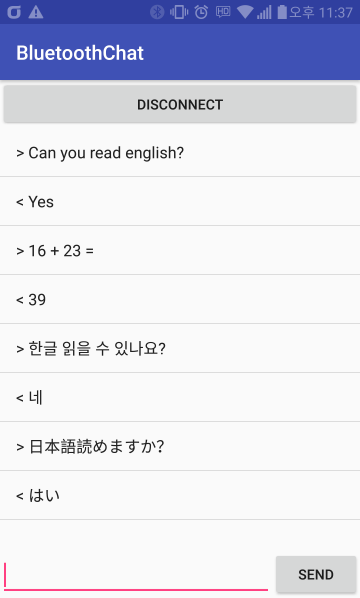 오후 11:37
BluetoothChat
DISCONNECT
> Can you read english?
< Yes
> 16 + 23 =
< 39
> 한글 읽을 수 있나요?
< 네
> 日本語読めますか?
< はい
SEND